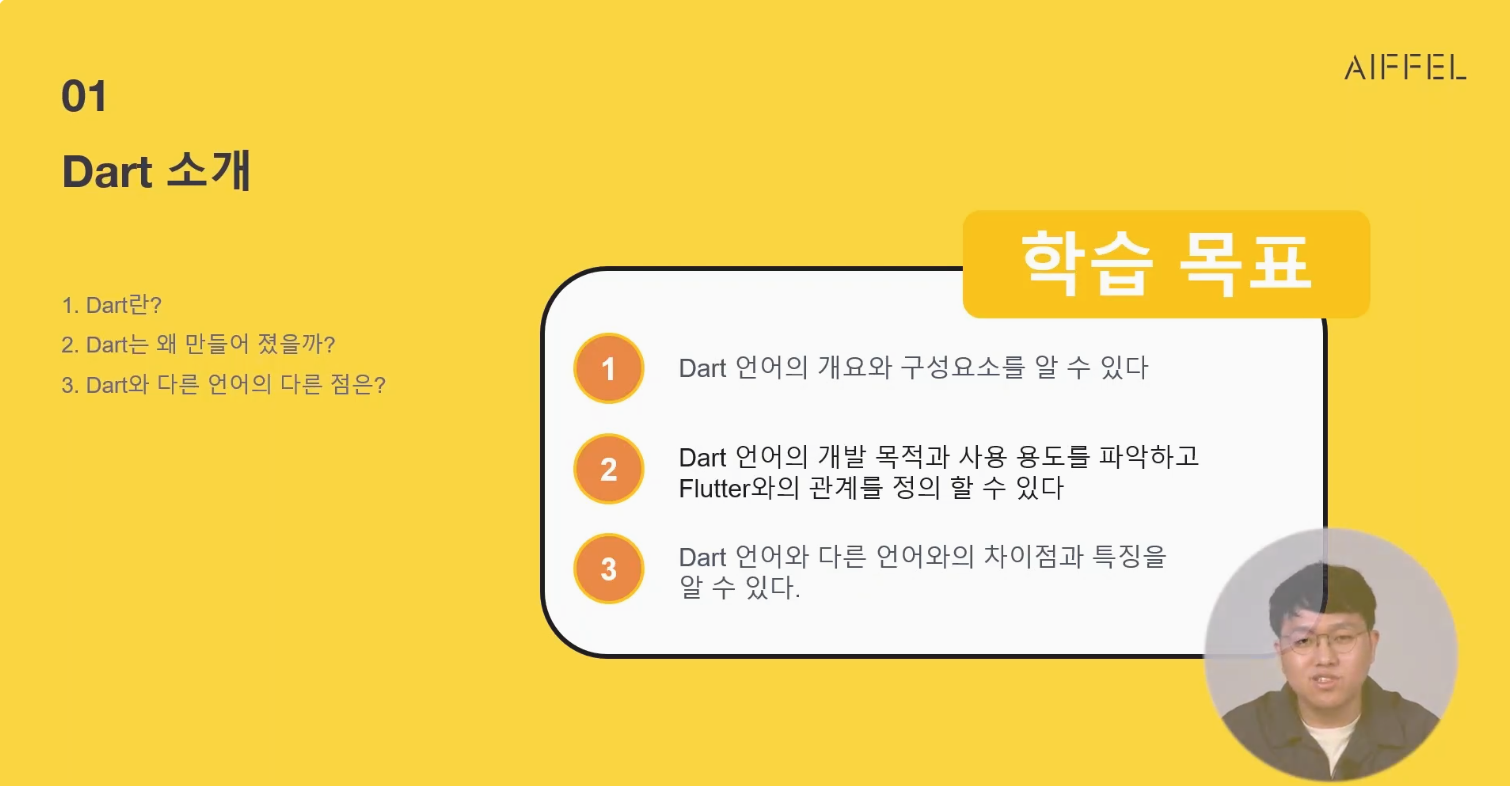 AIFFEL
01
Dart 소개
1. Dart란?
2. Dart는 왜 만들어 졌을까?
3. Dart와 다른 언어의 다른 점은?
학습 목표
1 Dart 언어의 개요와 구성요소를 알 수 있다
2 Dart 언어의 개발 목적과 사용 용도를 파악하고
Flutter와의 관계를 정의 할 수 있다
3 Dart 언어와 다른 언어와의 차이점과 특징을
알 수 있다.